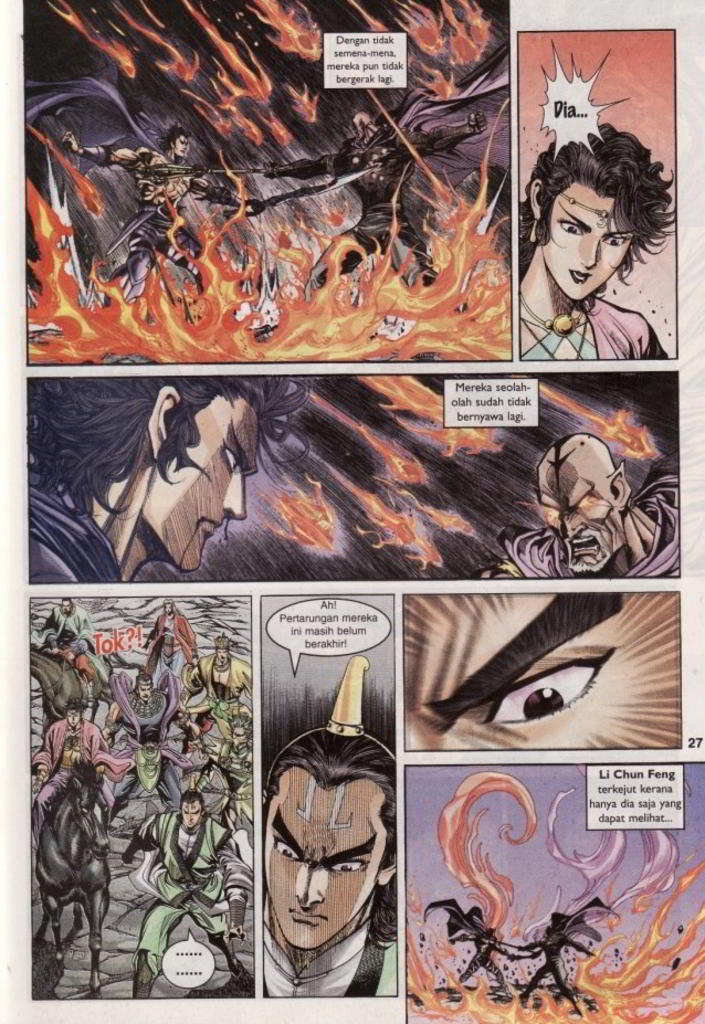 Dengan tidak
semena-mena,
mereka pun tidak
bergerak lagi.
Dia...
Mereka seolah-
olah sudah tidak
bernyawa lagi.
Tok?!
......
......
Ah!
Pertarungan mereka
ini masih belum
berakhir!
27
Li Chun Feng
terkejut kerana
hanya dia saja yang
dapat melihat...